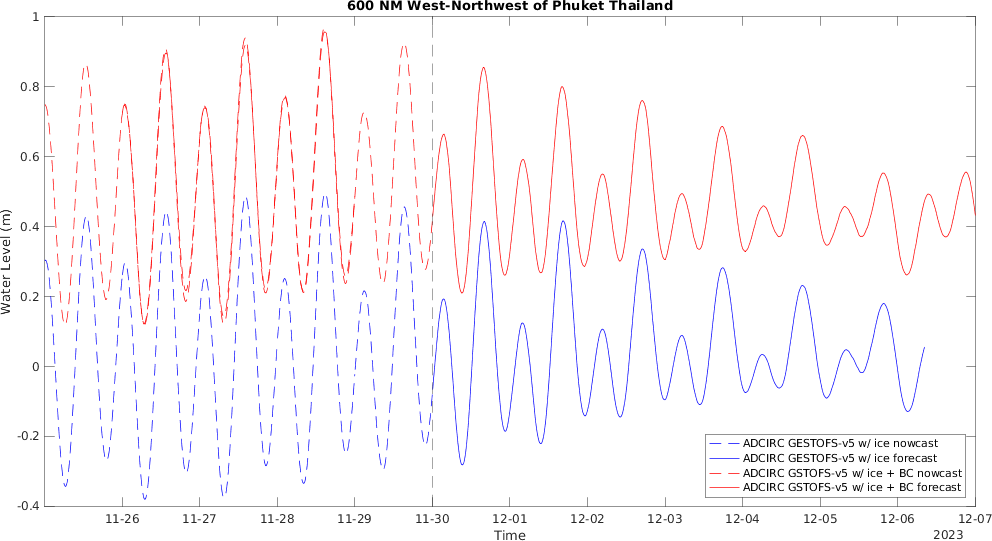 600 NM West-Northwest of Phuket Thailand
1
0.8
0.6
0.4
0.2
0
-0.2
-0.4
Water Level (m)
11-26 11-27 11-28 11-29 11-30 12-01 12-02 12-03 12-04 12-05 12-06 12-07
Time
2023
ADCIRC GESTOFS-v5 w/ ice nowcast
ADCIRC GESTOFS-v5 w/ ice forecast
ADCIRC GSTOFS-v5 w/ ice + BC nowcast
ADCIRC GSTOFS-v5 w/ ice + BC forecast